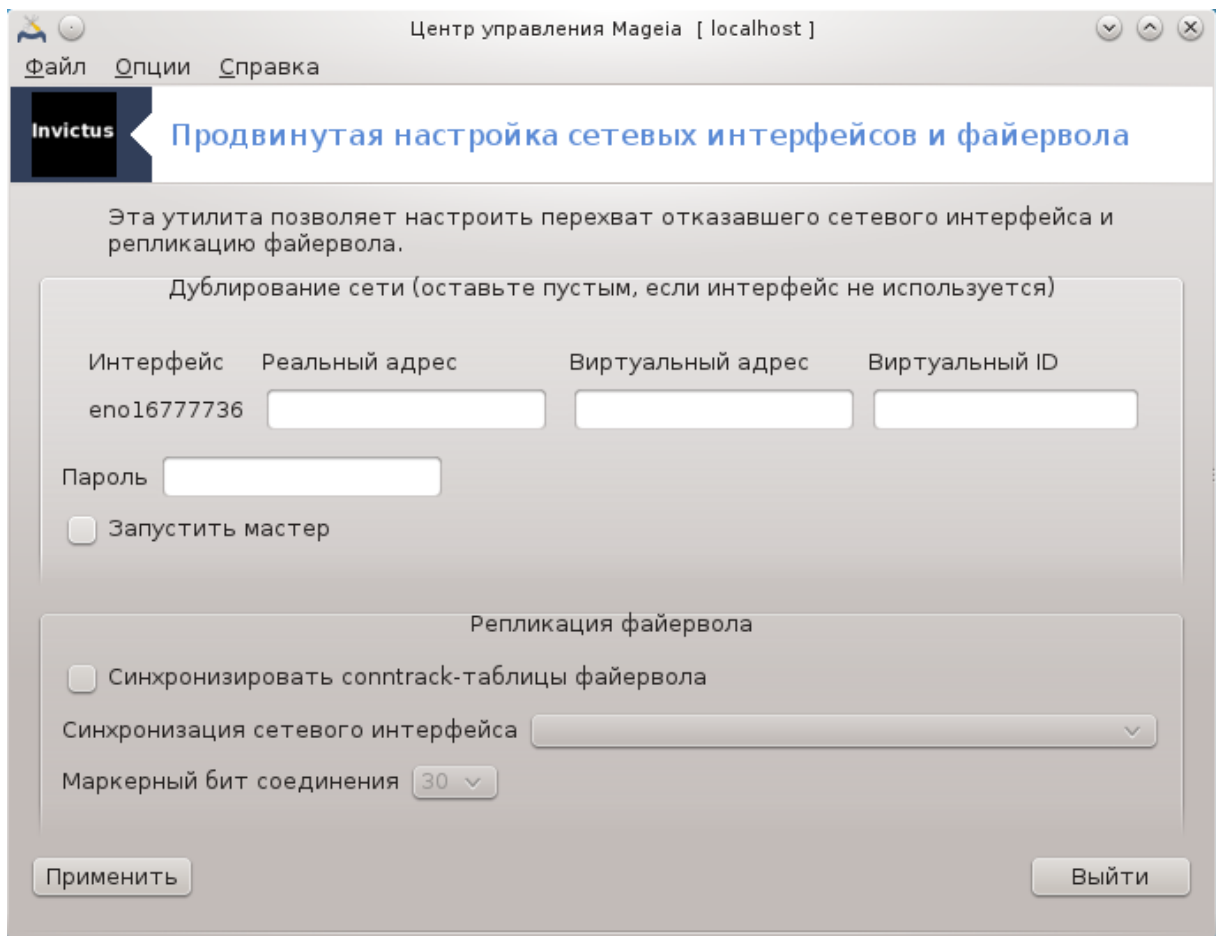 Центр управления Mageia [ localhost ]
Файл Опции Справка
Invictus
Продвинутая настройка сетевых интерфейсов и файервола
Эта утилита позволяет настроить перехват отказавшего сетевого интерфейса и
репликацию файервола.
Дублирование сети (оставьте пустым, если интерфейс не используется)
Интерфейс Реальный адрес Виртуальный адрес Виртуальный ID
eno16777736
Пароль
Запустить мастер
Репликация файервола
Синхронизировать conntrack-таблицы файервола
Синхронизация сетевого интерфейса
Маркерный бит соединения 30
Применить Выйти